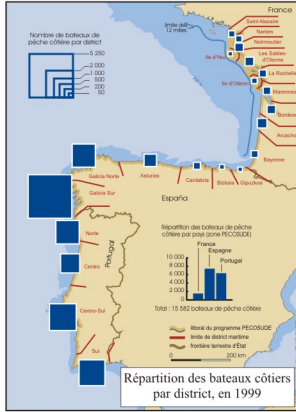 France
Nombre de bateaux de
pêche côtière par district
5 250
2 000
1 000
500
200
50
limite des
12 milles
Saint-Nazaire
Nantes
Noirmoutier
Ile d'Yeu
Les Sables-
d'Olonne
La Rochelle
Ile d'Oléron
Marennes
Bordeaux
Arcachon
Bayonne
Galicia Norte
Asturias
Cantabria
Bizkaia
Gipuzkoa
Galicia Sur
España
Portugal
Norte
Centro
Centro-Sul
Sul
Répartition des bateaux de pêche
côtière par pays (zone PECOSUDE)
France
Espagne
Portugal
10 000
8 000
6 000
4 000
2 000
0
Total : 15 582 bateaux de pêche côtière
littoral du programme PECOSUDE
limite de district maritime
frontière terrestre d'État
0
200 km
Répartition des bateaux côtiers
par district, en 1999